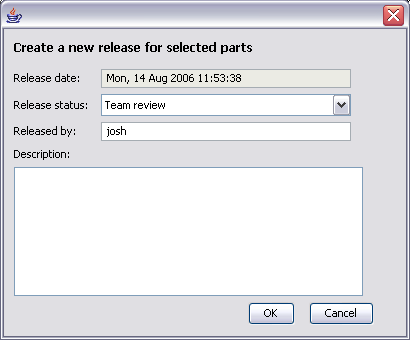 Create a new release for selected parts
Release date: Mon, 14 Aug 2006 11:53:38
Release status: Team review
Released by: josh
Description:
OK Cancel